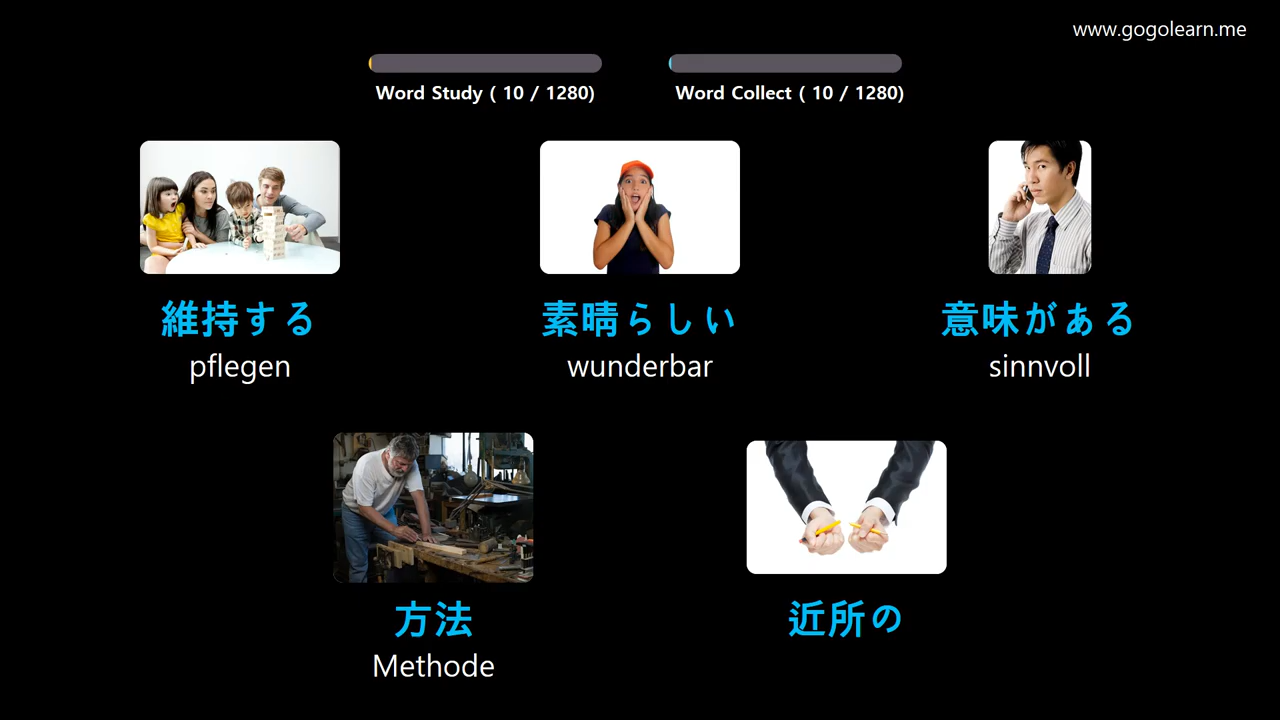 www.gogolearn.me
Word Study ( 10 / 1280)
Word Collect ( 10 / 1280)
維持する
pflegen
素晴らしい
wunderbar
意味がある
sinnvoll
方法
Methode
近所の